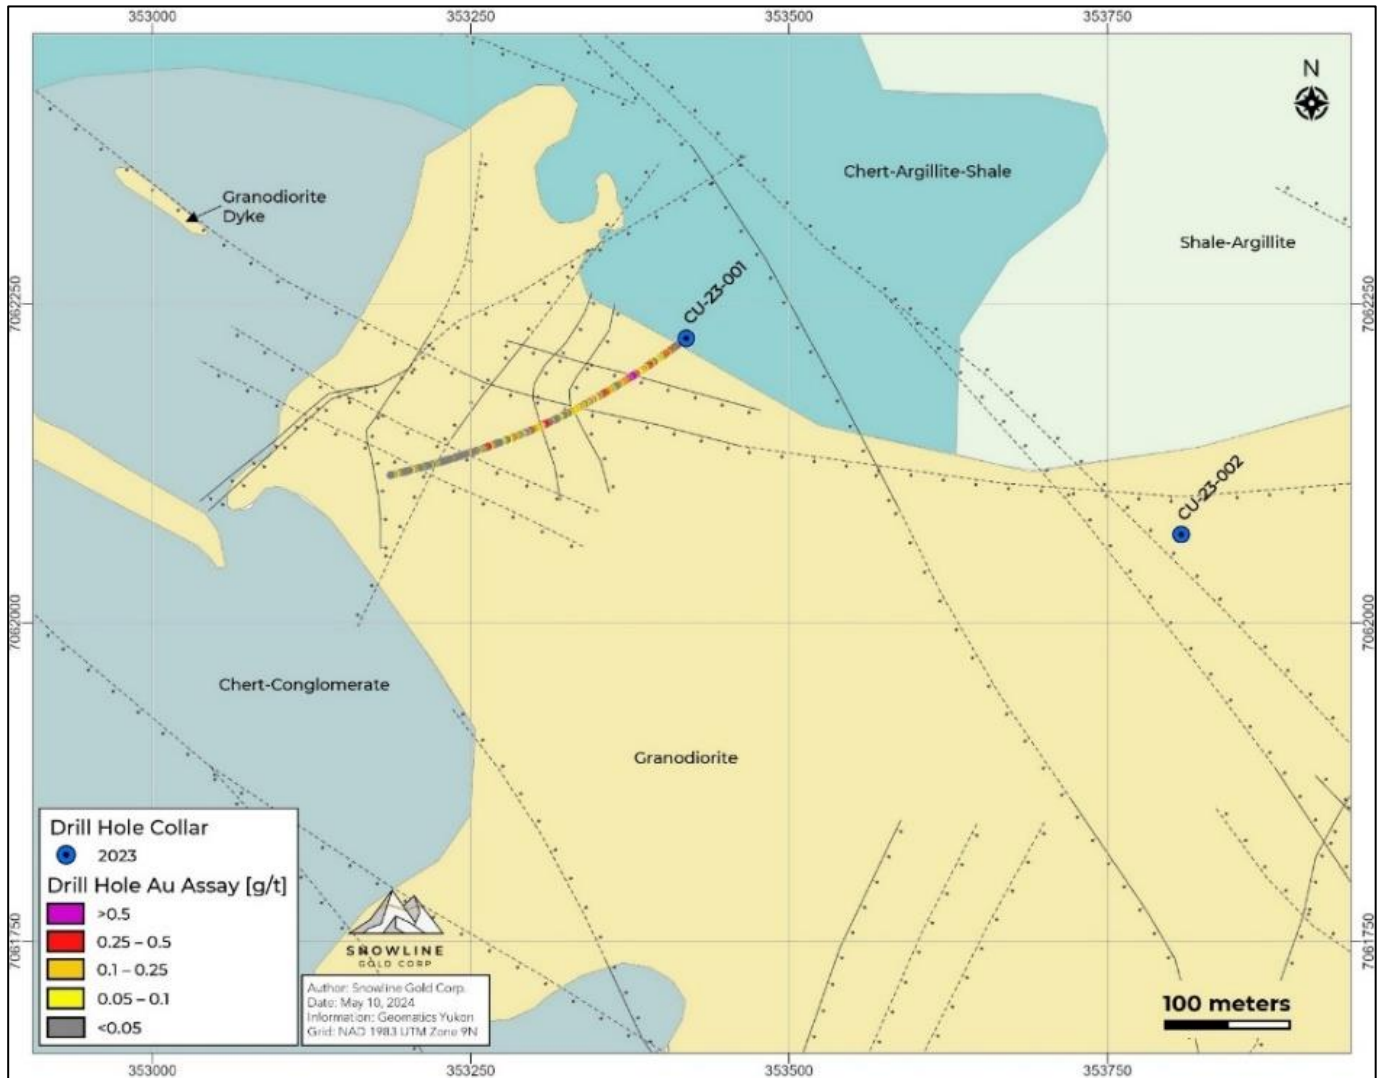 353000
353250
353500
353750
N
Chert-Argillite-Shale
Granodiorite
Dyke
Shale-Argillite
CU-23-001
7062250
7062250
CU-23-002
7062000
7062000
Chert-Conglomerate
Granodiorite
Drill Hole Collar
2023
Drill Hole Au Assay [g/t]
>0.5
0.25 – 0.5
0.1 – 0.25
0.05 – 0.1
<0.05
SNOWLINE
GOLD CORP
Author: Snowline Gold Corp.
Date: May 10, 2024
Information: Geomatics Yukon
Grid: NAD 1983 UTM Zone 9N
7061750
7061750
100 meters
353000
353250
353500
353750